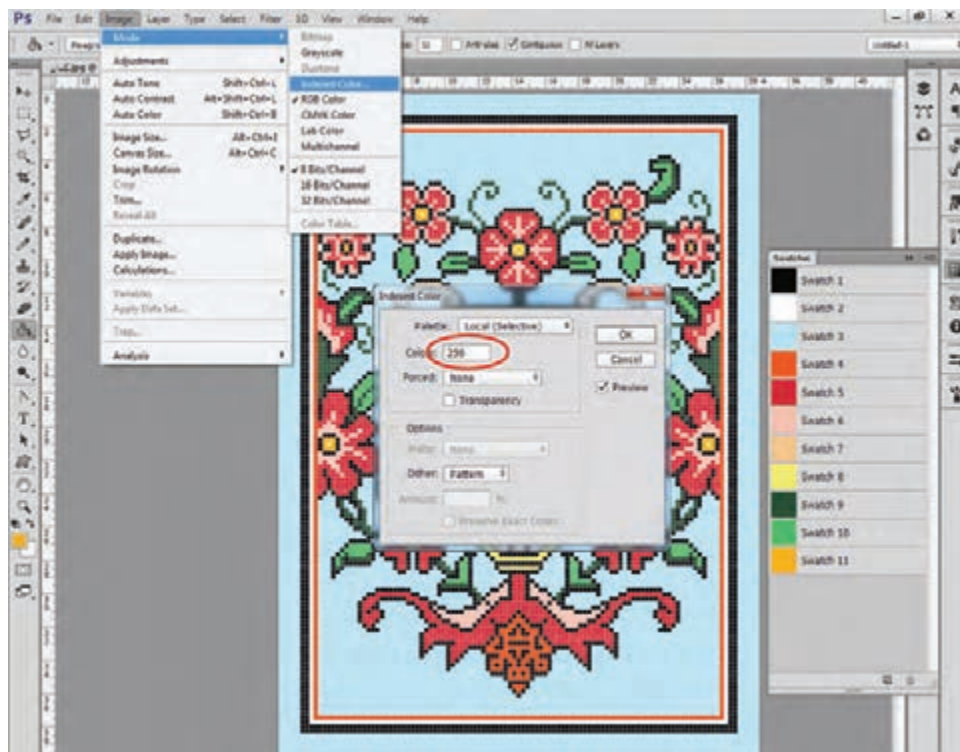 PS File Edit Image Layer Type Select Filter 3D View Window Help
Mode
Adjustments
Auto Tone Shift+Ctrl+L
Auto Contrast Alt+Shift+Ctrl+L
Auto Color Shift+Ctrl+B
Image Size... Alt+Ctrl+I
Canvas Size... Alt+Ctrl+C
Image Rotation
Crop
Trim...
Reveal All
Duplicate...
Apply Image...
Calculations...
Variables
Apply Data Set...
Trap...
Analysis
Bitmap
Greyscale
Duotone
Indexed Color...
RGB Color
CMYK Color
Lab Color
Multichannel
8 Bits/Channel
16 Bits/Channel
32 Bits/Channel
Color Table...
Anti-alias Contiguous All Layers
Indexed Color
Palette: Local (Selective)
OK
Colors: 256
Cancel
Forced: None
Preview
Transparency
Options
Matte: None
Dither: Pattern
Amount: %
Preserve Exact Colors
Swatches
Swatch 1
Swatch 2
Swatch 3
Swatch 4
Swatch 5
Swatch 6
Swatch 7
Swatch 8
Swatch 9
Swatch 10
Swatch 11